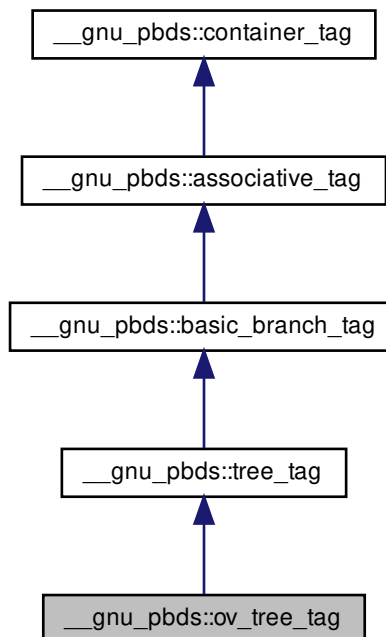 __gnu_pbds::container_tag
__gnu_pbds::associative_tag
__gnu_pbds::basic_branch_tag
__gnu_pbds::tree_tag
__gnu_pbds::ov_tree_tag